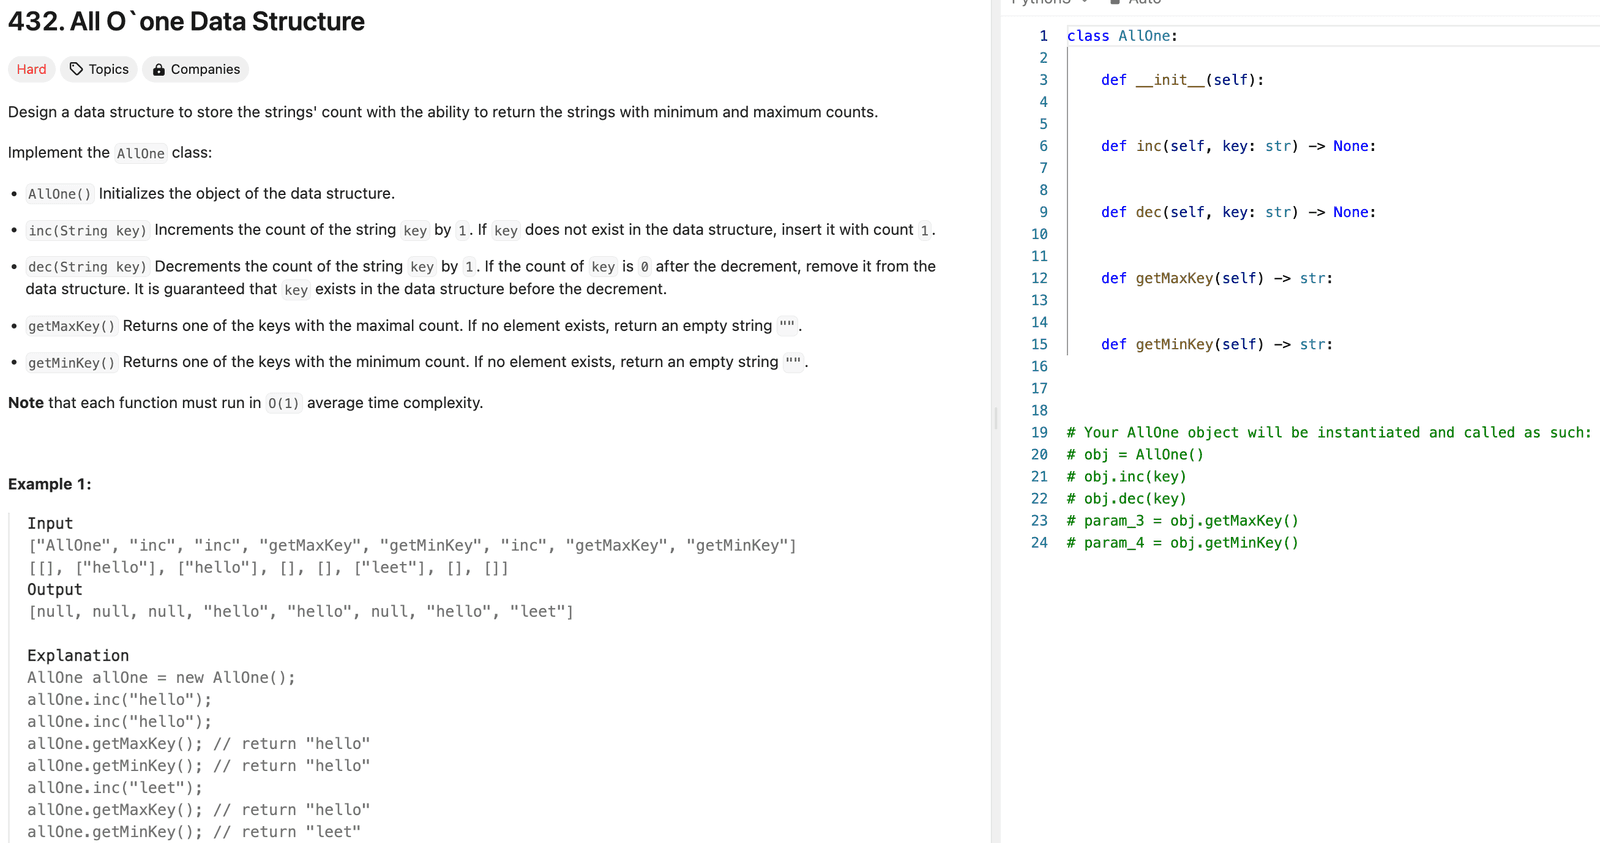 432. All O`one Data Structure
Hard Topics Companies
Design a data structure to store the strings' count with the ability to return the strings with minimum and maximum counts.
Implement the AllOne class:
• AllOne() Initializes the object of the data structure.
• inc(String key) Increments the count of the string key by 1. If key does not exist in the data structure, insert it with count 1.
• dec(String key) Decrements the count of the string key by 1. If the count of key is 0 after the decrement, remove it from the
data structure. It is guaranteed that key exists in the data structure before the decrement.
• getMaxKey() Returns one of the keys with the maximal count. If no element exists, return an empty string "".
• getMinKey() Returns one of the keys with the minimum count. If no element exists, return an empty string "".
Note that each function must run in O(1) average time complexity.
Example 1:
Input
["AllOne", "inc", "inc", "getMaxKey", "getMinKey", "inc", "getMaxKey", "getMinKey"]
[[], ["hello"], ["hello"], [], [], ["leet"], [], []]
Output
[null, null, null, "hello", "hello", null, "hello", "leet"]
Explanation
AllOne allOne = new AllOne();
allOne.inc("hello");
allOne.inc("hello");
allOne.getMaxKey(); // return "hello"
allOne.getMinKey(); // return "hello"
allOne.inc("leet");
allOne.getMaxKey(); // return "hello"
allOne.getMinKey(); // return "leet"
Python3 Auto
1 class AllOne:
2
3 def __init__(self):
4
5
6 def inc(self, key: str) -> None:
7
8
9 def dec(self, key: str) -> None:
10
11
12 def getMaxKey(self) -> str:
13
14
15 def getMinKey(self) -> str:
16
17
18
19 # Your AllOne object will be instantiated and called as such:
20 # obj = AllOne()
21 # obj.inc(key)
22 # obj.dec(key)
23 # param_3 = obj.getMaxKey()
24 # param_4 = obj.getMinKey()